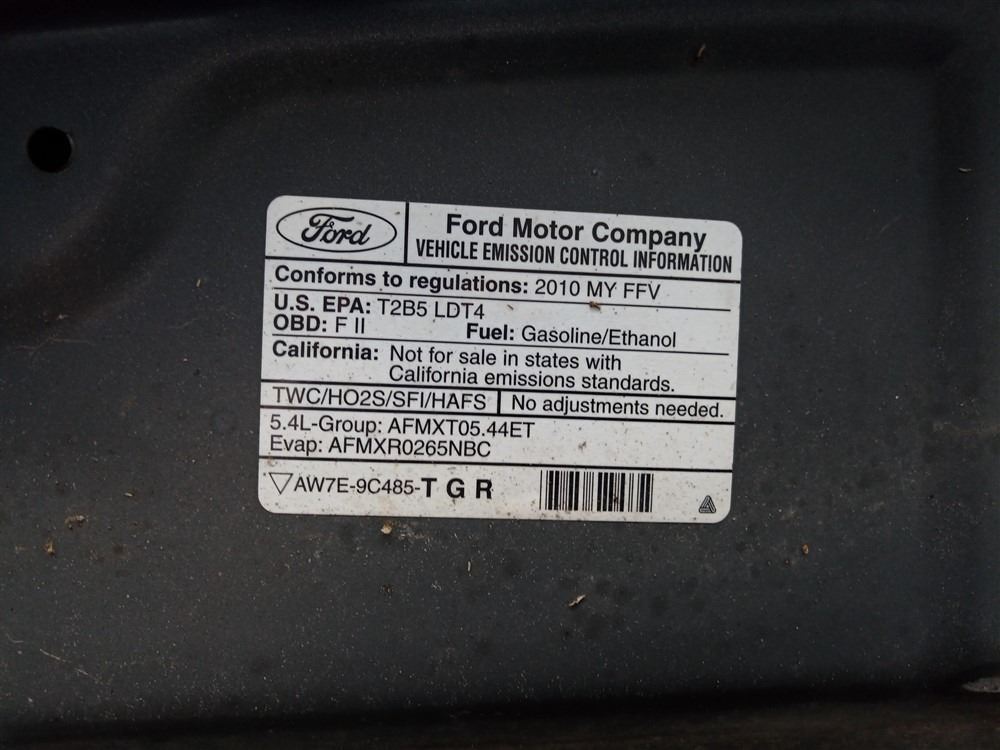 Ford
Ford Motor Company
VEHICLE EMISSION CONTROL INFORMATION
Conforms to regulations: 2010 MY FFV
U.S. EPA: T2B5 LDT4
OBD: F II Fuel: Gasoline/Ethanol
California: Not for sale in states with
California emissions standards.
TWC/HO2S/SFI/HAFS No adjustments needed.
5.4L-Group: AFMXT05.44ET
Evap: AFMXR0265NBC
AW7E-9C485-T G R